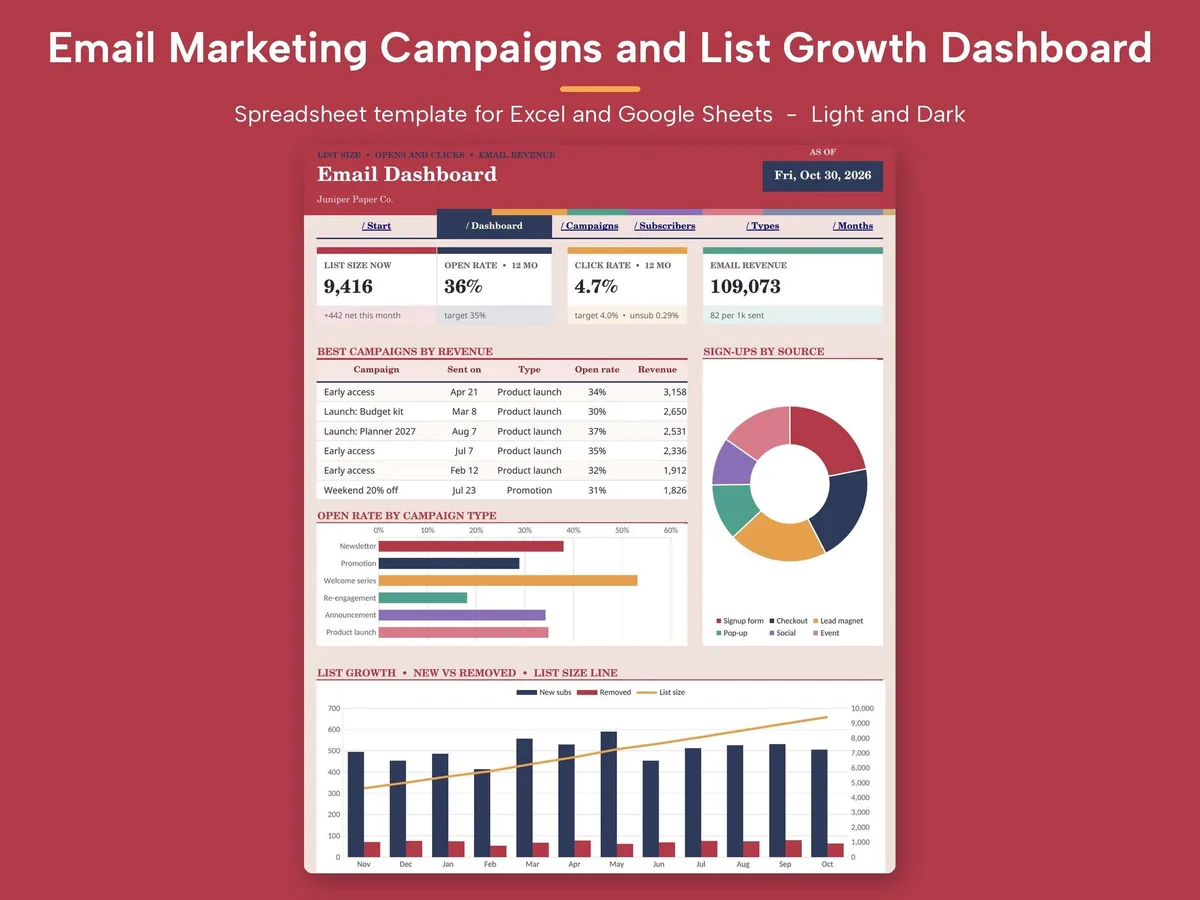 Email Marketing Campaigns and List Growth Dashboard
Spreadsheet template for Excel and Google Sheets - Light and Dark
LIST SIZE • OPENS AND CLICKS • EMAIL REVENUE
AS OF
Email Dashboard
Fri, Oct 30, 2026
Juniper Paper Co.
/ Start / Dashboard / Campaigns / Subscribers / Types / Months
LIST SIZE NOW OPEN RATE • 12 MO CLICK RATE • 12 MO EMAIL REVENUE
9,416 36% 4.7% 109,073
+442 net this month target 35% target 4.0% • unsub 0.29% 82 per 1k sent
BEST CAMPAIGNS BY REVENUE
Campaign Sent on Type Open rate Revenue
Early access Apr 21 Product launch 34% 3,158
Launch: Budget kit Mar 8 Product launch 30% 2,650
Launch: Planner 2027 Aug 7 Product launch 37% 2,531
Early access Jul 7 Product launch 35% 2,336
Early access Feb 12 Product launch 32% 1,912
Weekend 20% off Jul 23 Promotion 31% 1,826
SIGN-UPS BY SOURCE
Signup form Checkout Lead magnet
Pop-up Social Event
OPEN RATE BY CAMPAIGN TYPE
0% 10% 20% 30% 40% 50% 60%
Newsletter
Promotion
Welcome series
Re-engagement
Announcement
Product launch
LIST GROWTH • NEW VS REMOVED • LIST SIZE LINE
New subs Removed List size
700
600
500
400
300
200
100
0
10,000
9,000
8,000
7,000
6,000
5,000
4,000
3,000
2,000
1,000
0
Nov Dec Jan Feb Mar Apr May Jun Jul Aug Sep Oct